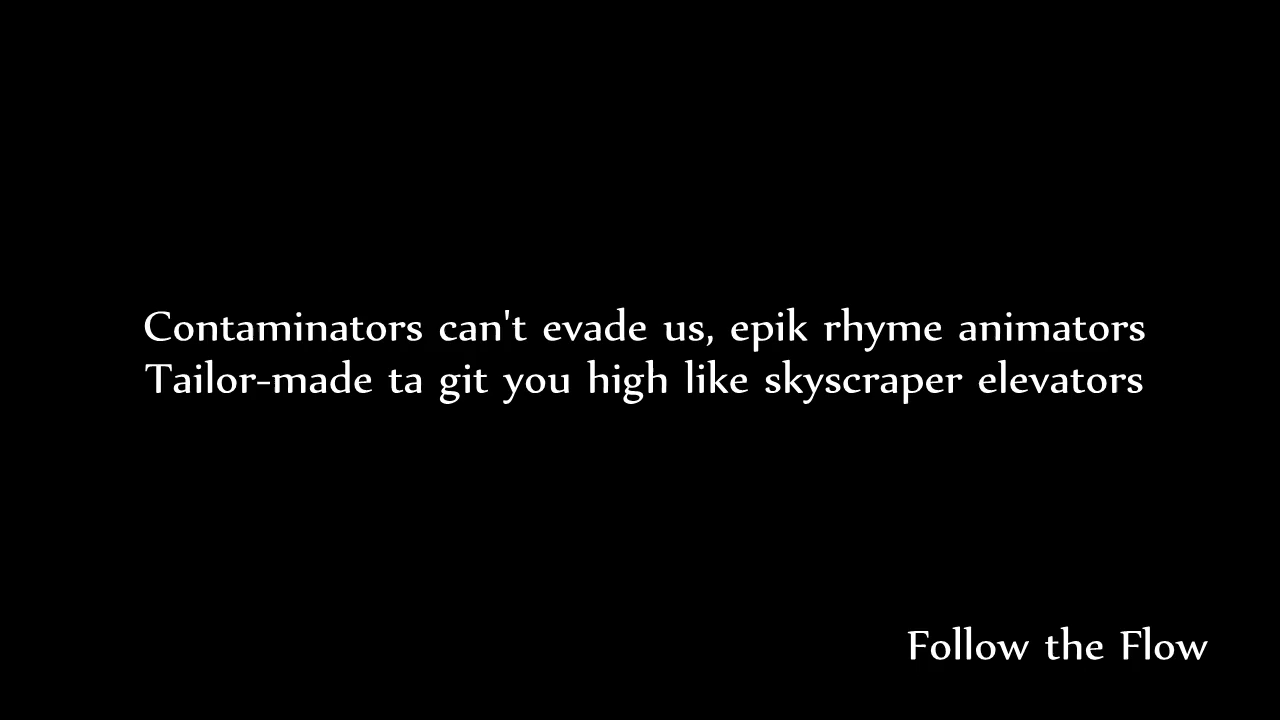 Contaminators can't evade us, epik rhyme animators
Tailor-made ta git you high like skyscraper elevators
Follow the Flow